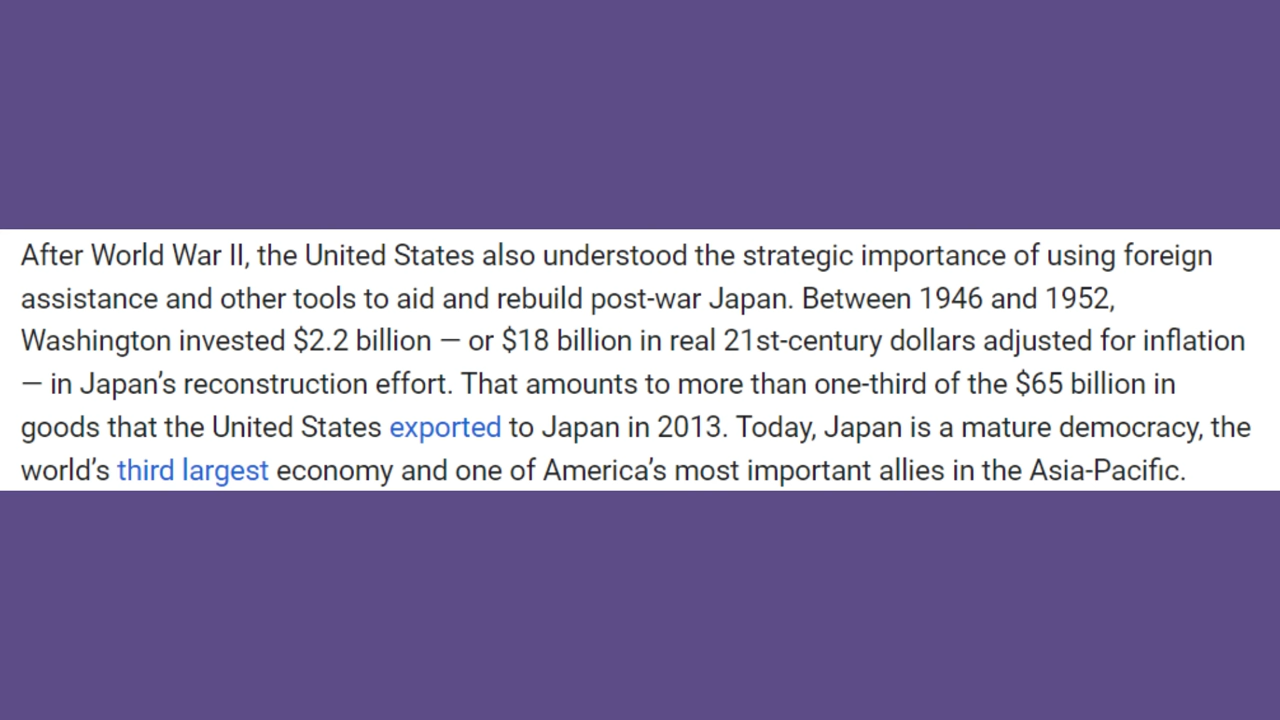 After World War II, the United States also understood the strategic importance of using foreign
assistance and other tools to aid and rebuild post-war Japan. Between 1946 and 1952,
Washington invested $2.2 billion — or $18 billion in real 21st-century dollars adjusted for inflation
— in Japan’s reconstruction effort. That amounts to more than one-third of the $65 billion in
goods that the United States exported to Japan in 2013. Today, Japan is a mature democracy, the
world’s third largest economy and one of America’s most important allies in the Asia-Pacific.